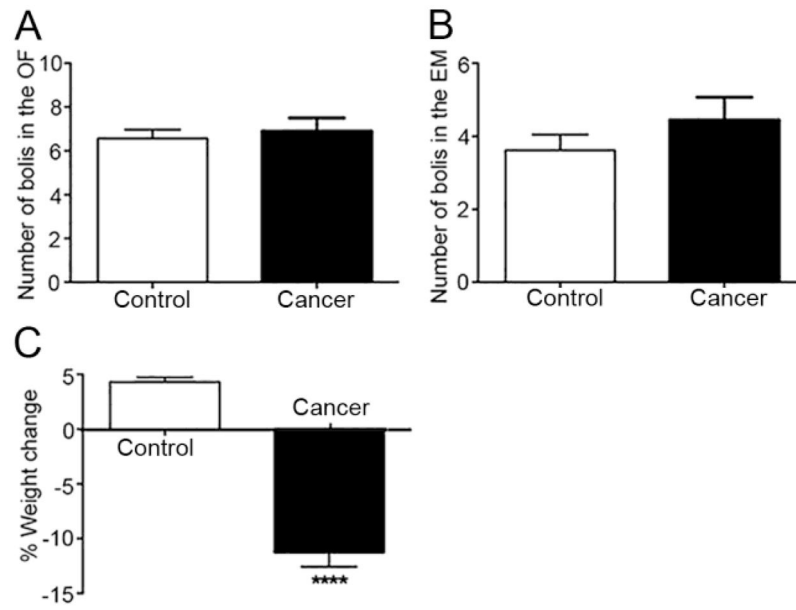 A
Number of bolis in the OF
10
8
6
4
2
0
Control
Cancer
B
Number of bolis in the EM
6
4
2
0
Control
Cancer
C
% Weight change
5
0
-5
-10
-15
Control
Cancer
****